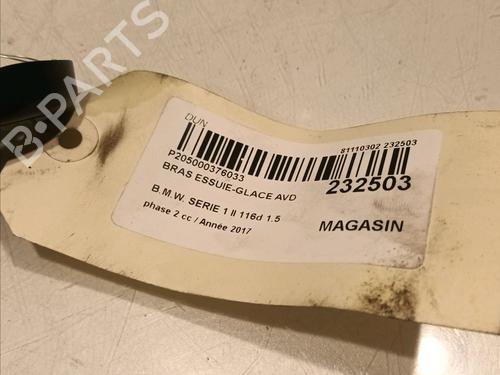 B-PARTS
DUN
P205000376033
81110302 232503
BRAS ESSUIE-GLACE AVD
232503
B.M.W. SERIE 1 II 116d 1.5
phase 2 cc / Année 2017
MAGASIN